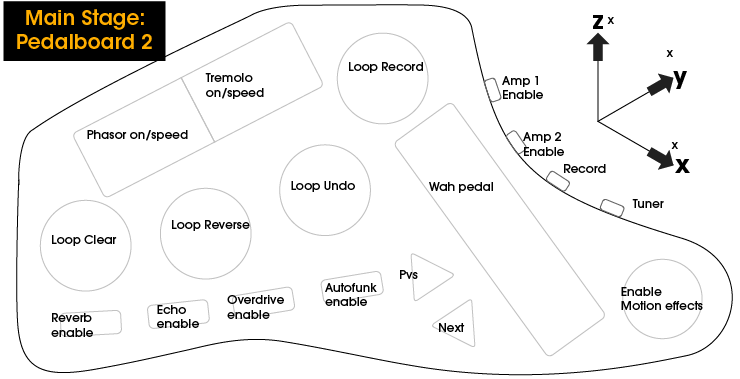 Main Stage:
Pedalboard 2
Tremolo
on/speed
Phasor on/speed
Loop Record
Amp 1
Enable
Amp 2
Enable
Record
Tuner
z x
x
y
x
x
Loop Undo
Wah pedal
Loop Reverse
Loop Clear
Pvs
Next
Autofunk
enable
Overdrive
enable
Echo
enable
Reverb
enable
Enable
Motion effects